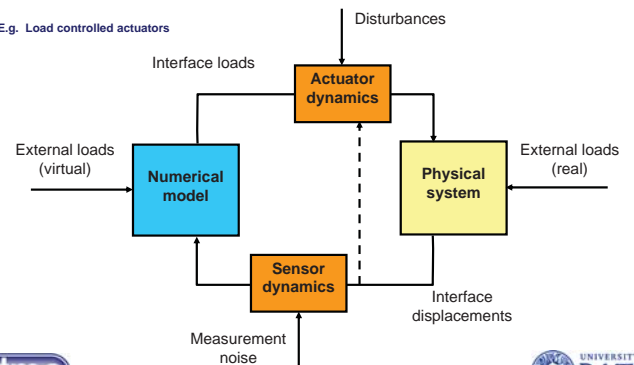 E.g. Load controlled actuators
Disturbances
Interface loads
Actuator
dynamics
External loads
(virtual)
Numerical
model
Physical
system
External loads
(real)
Sensor
dynamics
Interface
displacements
Measurement
noise